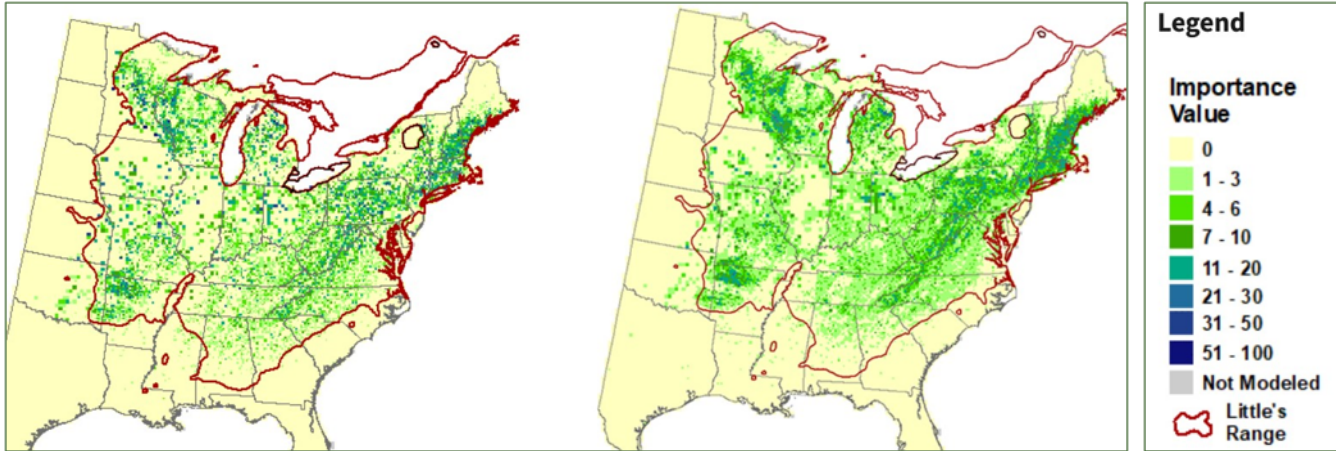 Legend
Importance
Value
0
1 - 3
4 - 6
7 - 10
11 - 20
21 - 30
31 - 50
51 - 100
Not Modeled
Little's
Range